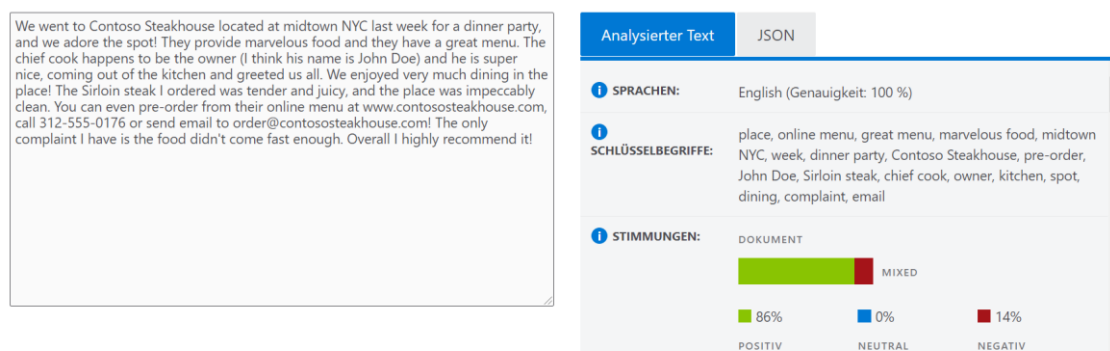 We went to Contoso Steakhouse located at midtown NYC last week for a dinner party,
and we adore the spot! They provide marvelous food and they have a great menu. The
chief cook happens to be the owner (I think his name is John Doe) and he is super
nice, coming out of the kitchen and greeted us all. We enjoyed very much dining in the
place! The Sirloin steak I ordered was tender and juicy, and the place was impeccably
clean. You can even pre-order from their online menu at www.contososteakhouse.com,
call 312-555-0176 or send email to order@contososteakhouse.com! The only
complaint I have is the food didn't come fast enough. Overall I highly recommend it!
Analysierter Text
JSON
SPRACHEN:
English (Genauigkeit: 100 %)
SCHLÜSSELBEGRIFFE:
place, online menu, great menu, marvelous food, midtown
NYC, week, dinner party, Contoso Steakhouse, pre-order,
John Doe, Sirloin steak, chief cook, owner, kitchen, spot,
dining, complaint, email
STIMMUNGEN:
DOKUMENT
MIXED
86%
0%
14%
POSITIV
NEUTRAL
NEGATIV